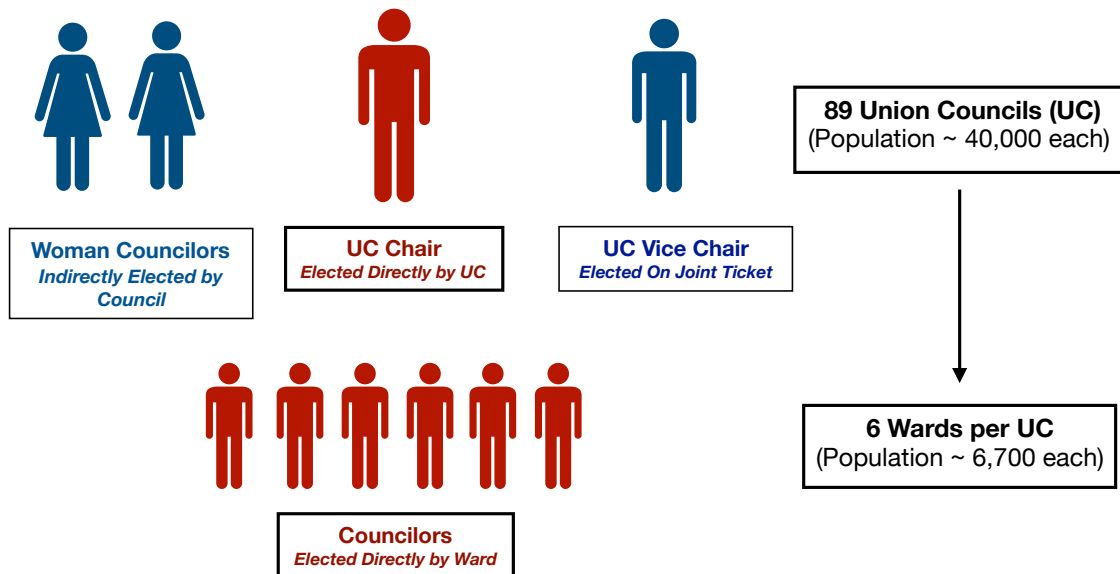 89 Union Councils (UC)
(Population ~ 40,000 each)
Woman Councilors
Indirectly Elected by
Council
UC Chair
Elected Directly by UC
UC Vice Chair
Elected On Joint Ticket
6 Wards per UC
(Population ~ 6,700 each)
Councilors
Elected Directly by Ward